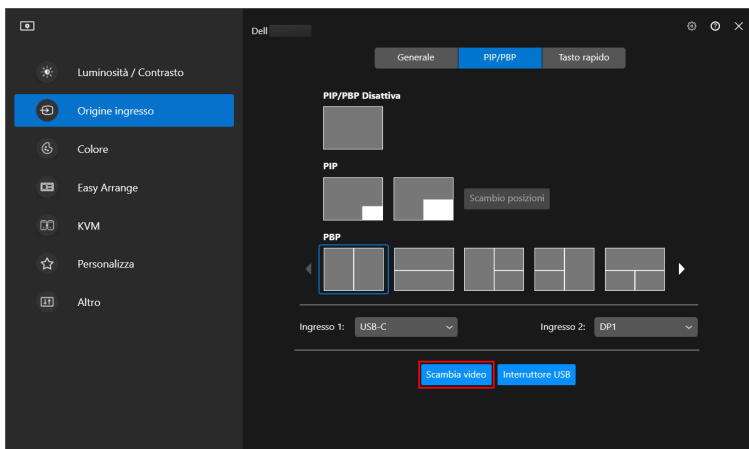 Dell
Generale
PIP/PBP
Tasto rapido
Luminosità / Contrasto
Origine ingresso
Colore
Easy Arrange
KVM
Personalizza
Altro
PIP/PBP Disattiva
PIP
Scambio posizioni
PBP
Ingresso 1: USB-C
Ingresso 2: DP1
Scambia video
Interruttore USB